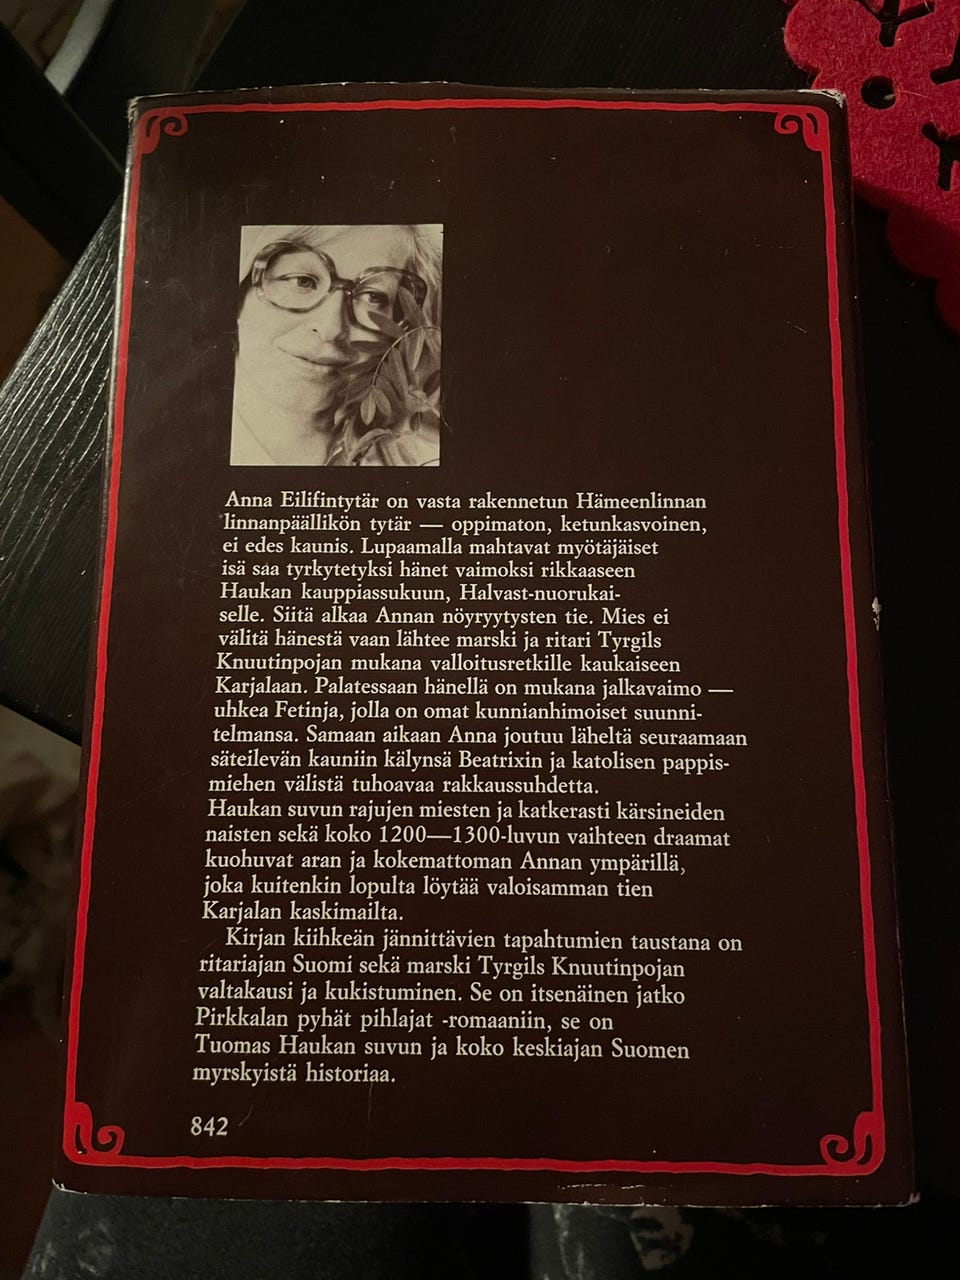 Anna Eilifintytär on vasta rakennetun Hämeenlinnan
linnanpäällikön tytär — oppimaton, ketunkasvoinen,
ei edes kaunis. Lupaamalla mahtavat myötäjäiset
isä saa tyrkytetyksi hänet vaimoksi rikkaaseen
Haukan kauppiassukuun, Halvast-nuorukai-
selle. Siitä alkaa Annan nöyryytysten tie. Mies ei
välitä hänestä vaan lähtee marski ja ritari Tyrgils
Knuutinpojan mukana valloitusretkille kaukaiseen
Karjalaan. Palatessaan hänellä on mukana jalkavaimo —
uhkea Fetinja, jolla on omat kunnianhimoiset suunni-
telmansa. Samaan aikaan Anna joutuu läheltä seuraamaan
säteilevän kauniin kälynsä Beatrixin ja katolisen pappis-
miehen välistä tuhoavaa rakkaussuhdetta.
Haukan suvun rajujen miesten ja katkerasti kärsineiden
naisten sekä koko 1200—1300-luvun vaihteen draamat
kuohuvat aran ja kokemattoman Annan ympärillä,
joka kuitenkin lopulta löytää valoisamman tien
Karjalan kaskimailta.
Kirjan kiihkeän jännittävien tapahtumien taustana on
ritariajan Suomi sekä marski Tyrgils Knuutinpojan
valtakausi ja kukistuminen. Se on itsenäinen jatko
Pirkkalan pyhät pihlajat -romaaniin, se on
Tuomas Haukan suvun ja koko keskiajan Suomen
myrskyistä historiaa.
842